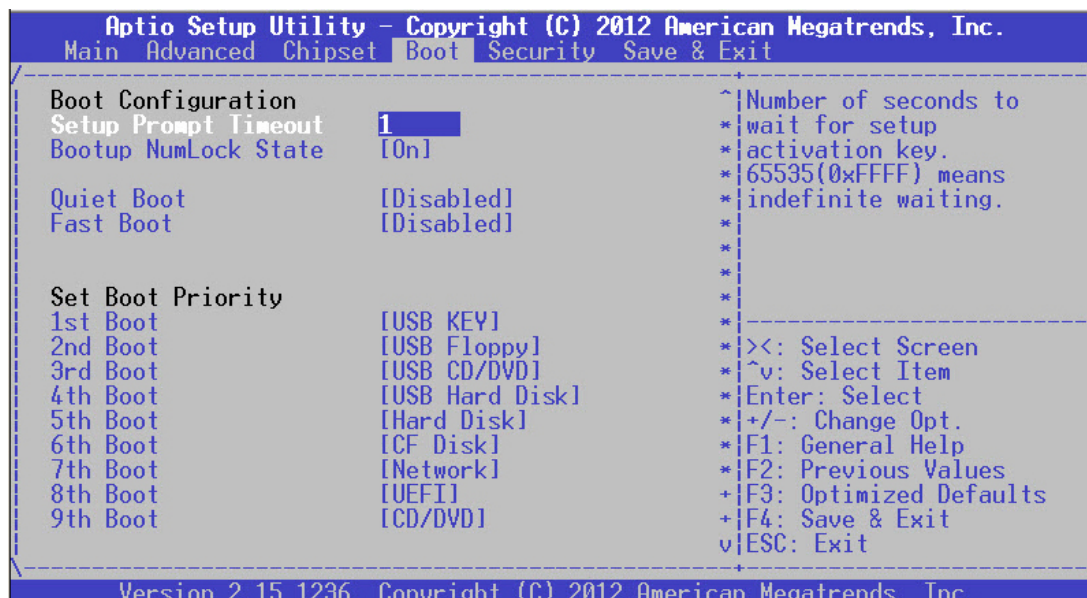 Aptio Setup Utility - Copyright (C) 2012 American Megatrends, Inc.
Main Advanced Chipset Boot Security Save & Exit
Boot Configuration
Setup Prompt Timeout 1
Bootup NumLock State [On]
Quiet Boot [Disabled]
Fast Boot [Disabled]
Set Boot Priority
1st Boot [USB KEY]
2nd Boot [USB Floppy]
3rd Boot [USB CD/DVD]
4th Boot [USB Hard Disk]
5th Boot [Hard Disk]
6th Boot [CF Disk]
7th Boot [Network]
8th Boot [UEFI]
9th Boot [CD/DVD]
Number of seconds to
wait for setup
activation key.
65535(0xFFFF) means
indefinite waiting.
><: Select Screen
^v: Select Item
Enter: Select
+/-: Change Opt.
F1: General Help
F2: Previous Values
F3: Optimized Defaults
F4: Save & Exit
ESC: Exit
Version 2.15.1236. Copyright (C) 2012 American Megatrends, Inc.